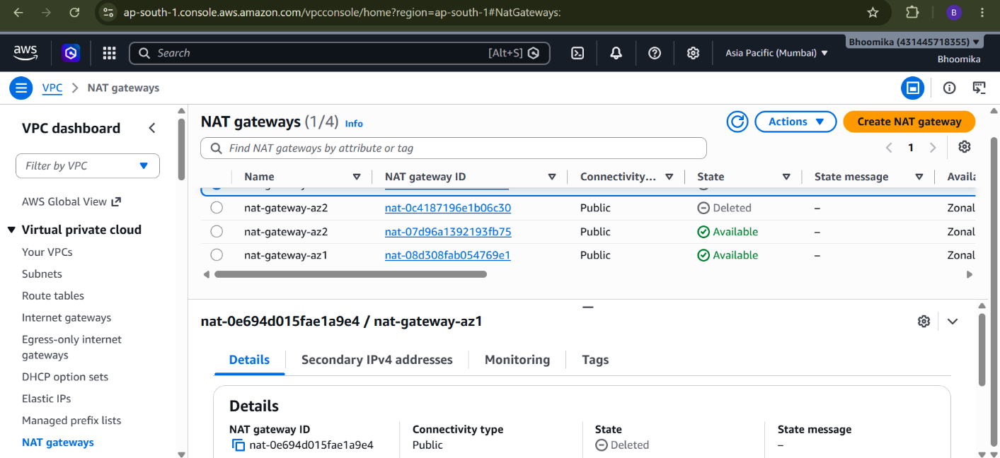 ap-south-1.console.aws.amazon.com/vpcconsole/home?region=ap-south-1#NatGateways:
B
aws
Search
[Alt+S]
Asia Pacific (Mumbai)
Bhoomika (431445718355)
Bhoomika
VPC > NAT gateways
VPC dashboard
Filter by VPC
AWS Global View
Virtual private cloud
Your VPCs
Subnets
Route tables
Internet gateways
Egress-only internet
gateways
DHCP option sets
Elastic IPs
Managed prefix lists
NAT gateways
NAT gateways (1/4) Info
Actions
Create NAT gateway
Find NAT gateways by attribute or tag
1
Name NAT gateway ID Connectivity... State State message
nat-gateway-az2 nat-0c4187196e1b06c30 Public Deleted – Zonal
nat-gateway-az2 nat-07d96a1392193fb75 Public Available – Zonal
nat-gateway-az1 nat-08d308fab054769e1 Public Available – Zonal
nat-0e694d015fae1a9e4 / nat-gateway-az1
Details Secondary IPv4 addresses Monitoring Tags
Details
NAT gateway ID Connectivity type State State message
nat-0e694d015fae1a9e4 Public Deleted –